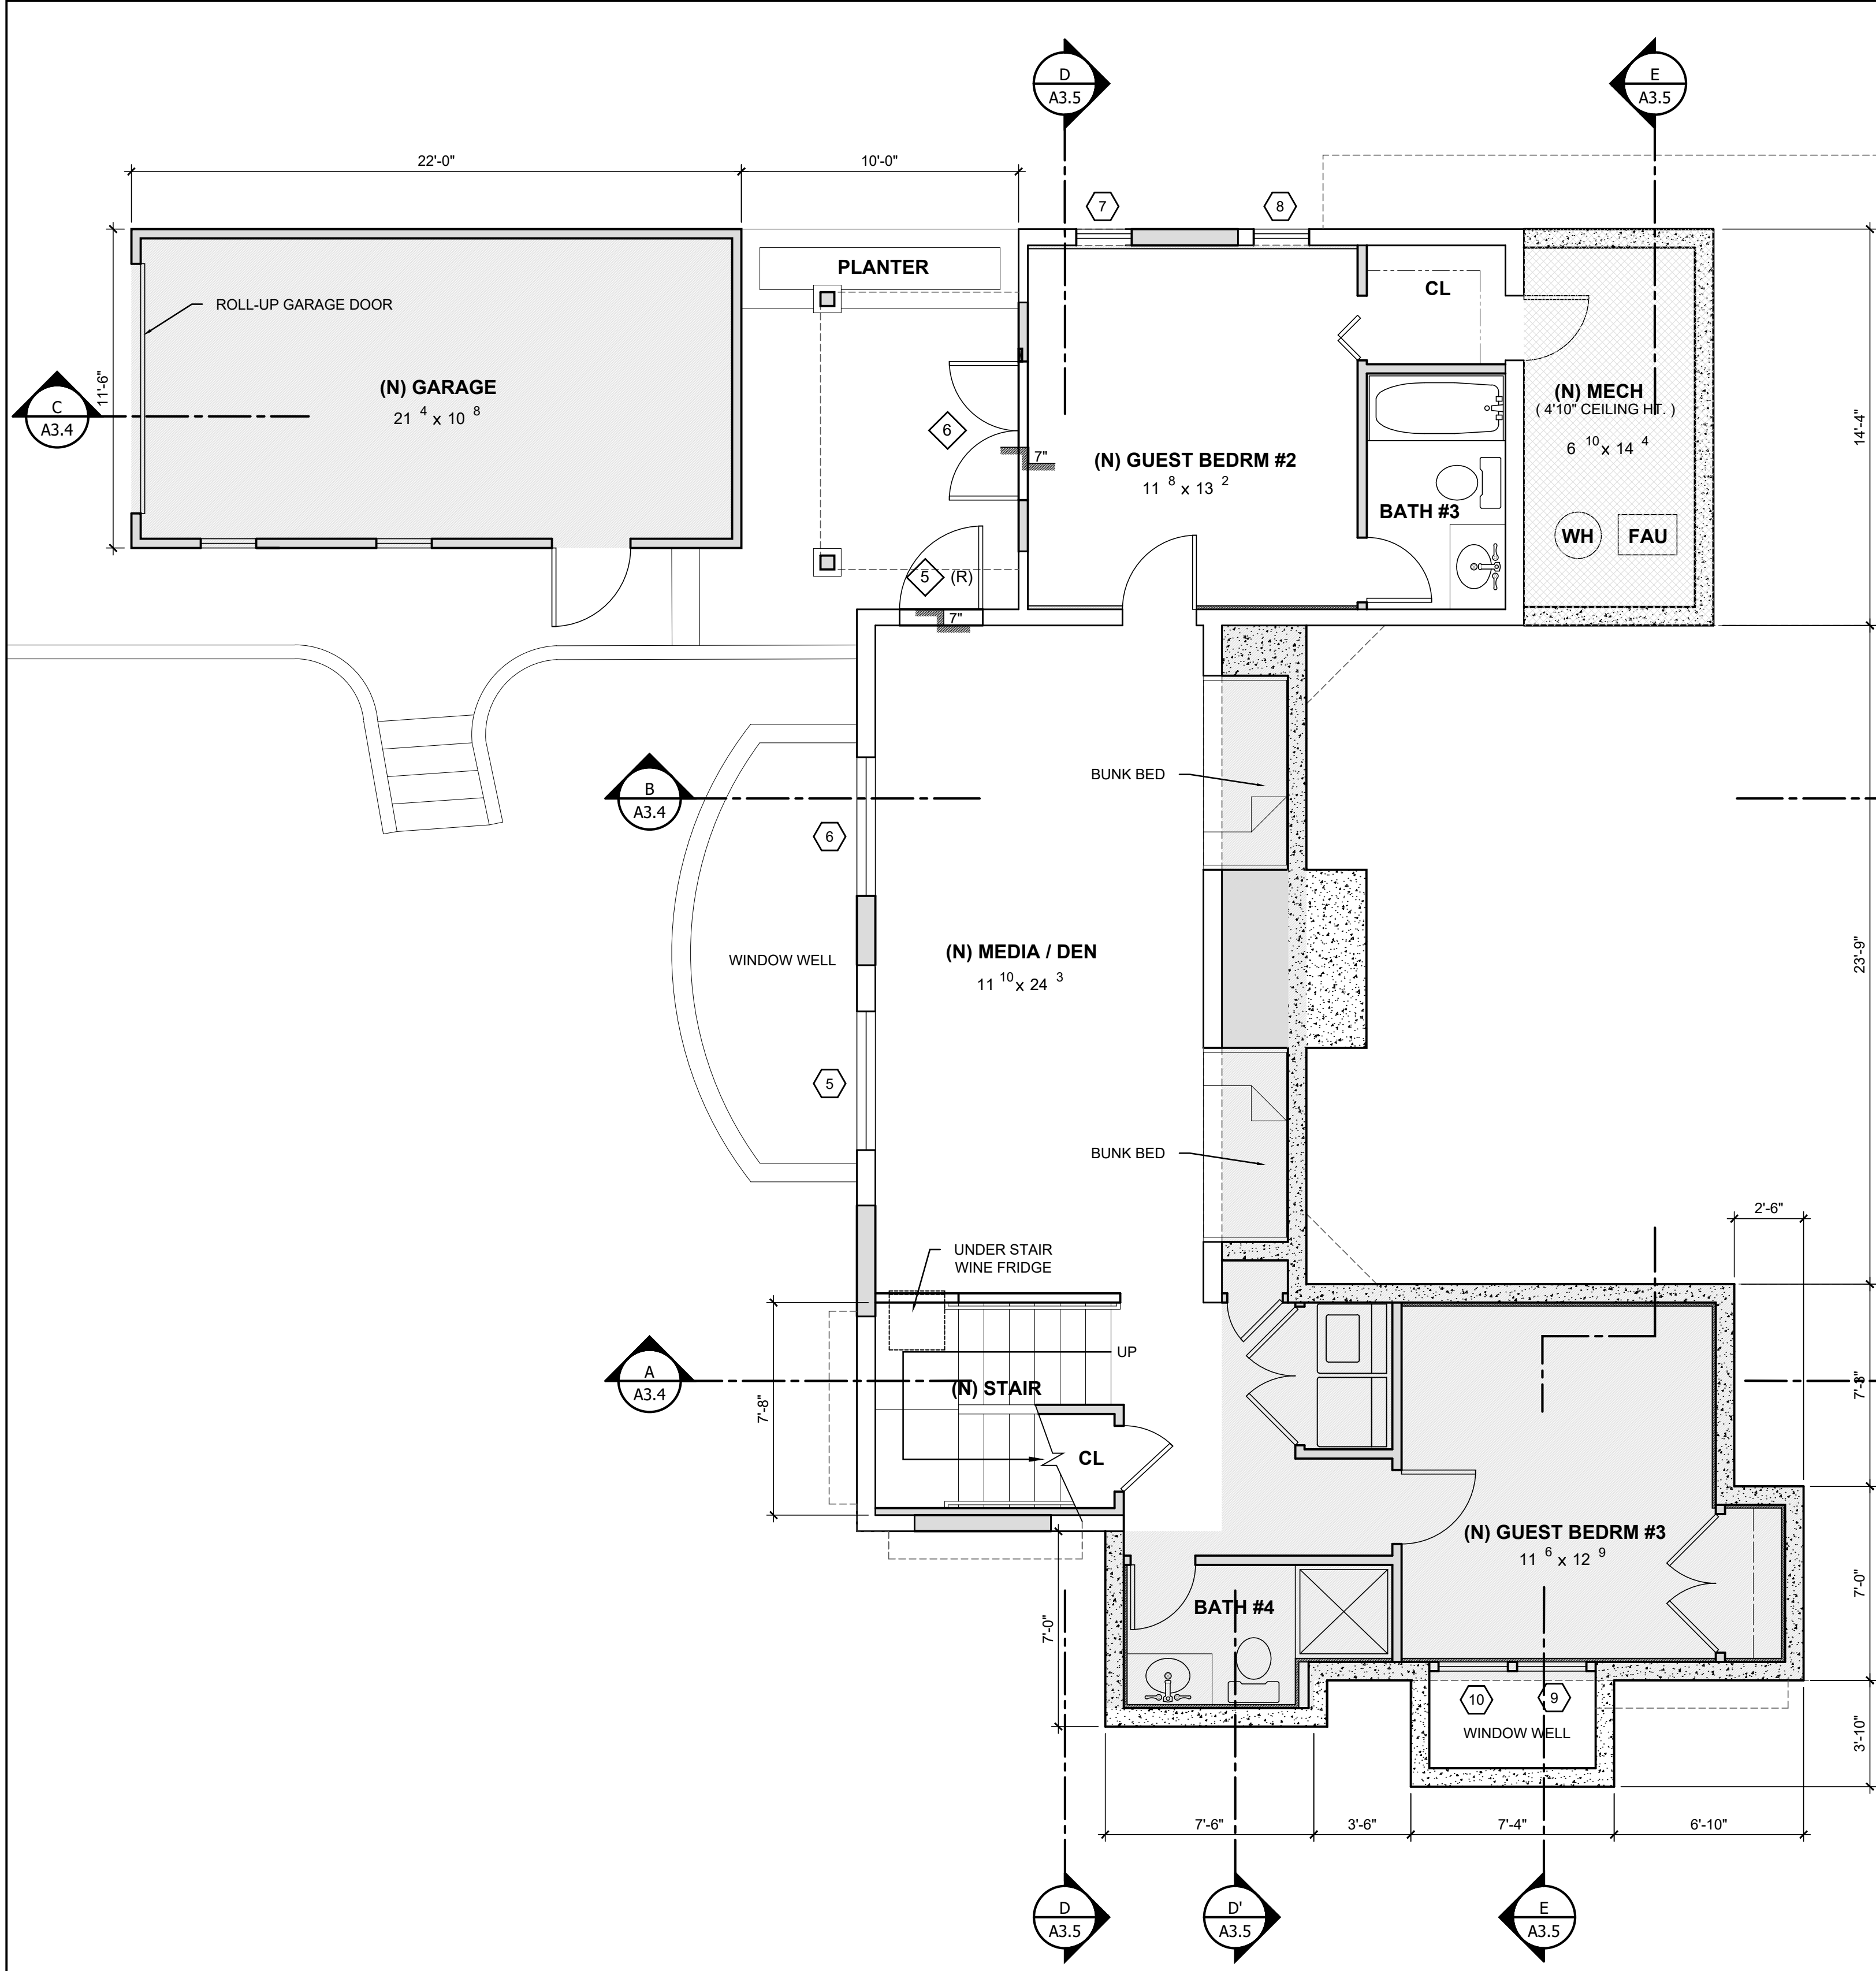 D
A3.5
E
A3.5
22'-0"
10'-0"
7
8
PLANTER
CL
ROLL-UP GARAGE DOOR
11'-6"
C
A3.4
(N) GARAGE
21 4 x 10 8
(N) MECH
( 4'10" CEILING HT. )
6 10 x 14 4
14'-4"
6
7"
(N) GUEST BEDRM #2
11 8 x 13 2
BATH #3
WH
FAU
5
(R)
7"
BUNK BED
B
A3.4
6
(N) MEDIA / DEN
11 10 x 24 3
WINDOW WELL
23'-9"
5
BUNK BED
2'-6"
UNDER STAIR
WINE FRIDGE
UP
A
A3.4
(N) STAIR
7'-8"
7'-8"
CL
(N) GUEST BEDRM #3
11 6 x 12 9
7'-0"
BATH #4
7'-0"
10
9
WINDOW WELL
3'-10"
7'-6"
3'-6"
7'-4"
6'-10"
D
A3.5
D'
A3.5
E
A3.5